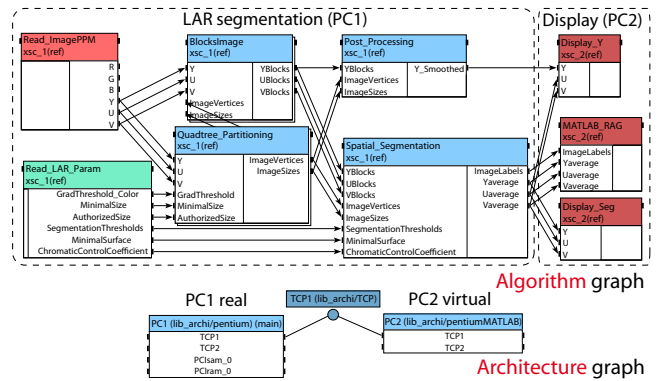 LAR segmentation (PC1)
Display (PC2)
Read_ImagePPM
xsc_1(ref)
R
G
B
Y
U
V
BlocksImage
xsc_1(ref)
Y
U
V
ImageVertices
ImageSizes
YBlocks
UBlocks
VBlocks
Post_Processing
xsc_1(ref)
YBlocks
ImageVertices
ImageSizes
Y_Smoothed
Display_Y
xsc_2(ref)
Y
U
V
Quadtree_Partitioning
xsc_1(ref)
Y
U
V
GradThreshold
MinimalSize
AuthorizedSize
ImageVertices
ImageSizes
Read_LAR_Param
xsc_1(ref)
GradThreshold_Color
MinimalSize
AuthorizedSize
SegmentationThresholds
MinimalSurface
ChromaticControlCoefficient
Spatial_Segmentation
xsc_1(ref)
YBlocks
UBlocks
VBlocks
ImageVertices
ImageSizes
SegmentationThresholds
MinimalSurface
ChromaticControlCoefficient
ImageLabels
Yaverage
Uaverage
Vaverage
MATLAB_RAG
xsc_2(ref)
ImageLabels
Yaverage
Uaverage
Vaverage
Display_Seg
xsc_2(ref)
Y
U
V
Algorithm graph
PC1 real
TCP1 (lib_archi/TCP)
PC2 virtual
PC1 (lib_archi/pentium) (main)
TCP1
TCP2
PCIsam_0
PCIram_0
PC2 (lib_archi/pentiumMATLAB)
TCP1
TCP2
Architecture graph